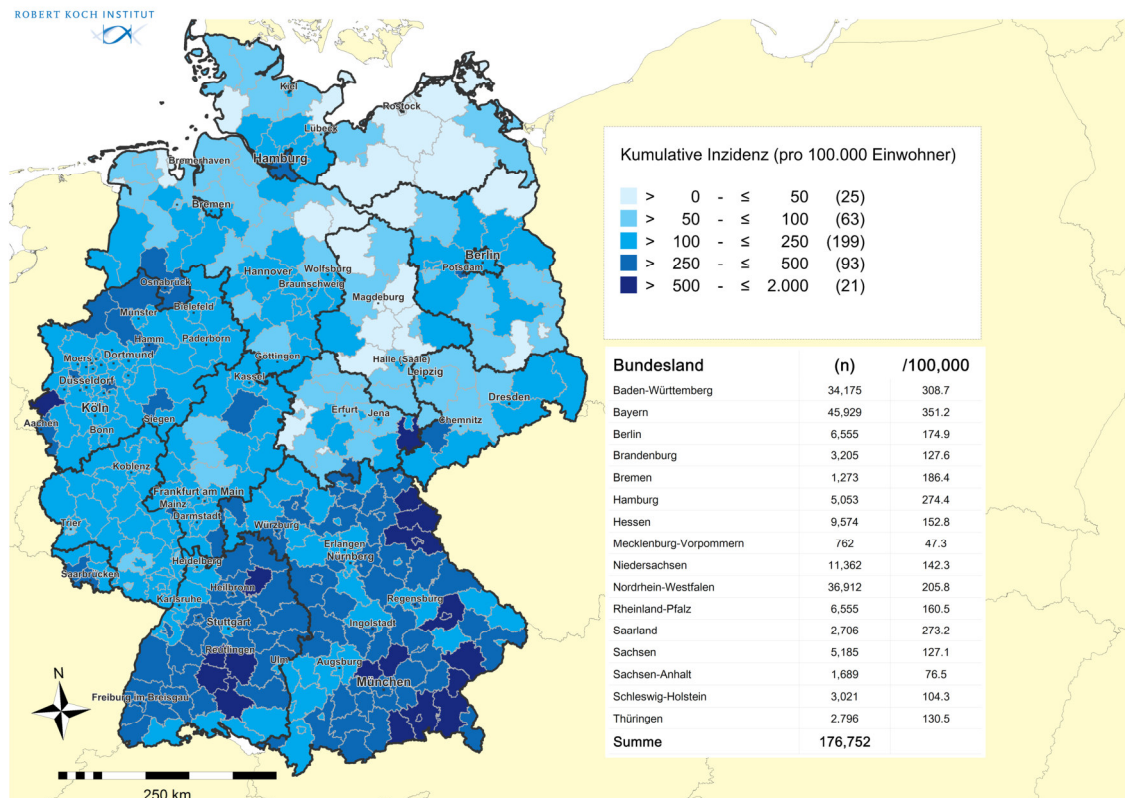 ROBERT KOCH INSTITUT
Kiel
Rostock
Lübeck
Bremerhaven
Hamburg
Bremen
Berlin
Potsdam
Hannover
Wolfsburg
Braunschweig
Osnabrück
Magdeburg
Bielefeld
Münster
Hamm
Paderborn
Moers
Dortmund
Göttingen
Halle (Saale)
Leipzig
Düsseldorf
Kassel
Dresden
Köln
Erfurt
Jena
Aachen
Siegen
Chemnitz
Bonn
Koblenz
Frankfurt am Main
Mainz
Darmstadt
Trier
Würzburg
Erlangen
Nürnberg
Heidelberg
Saarbrücken
Heilbronn
Karlsruhe
Regensburg
Stuttgart
Ingolstadt
Reutlingen
Ulm
Augsburg
München
Freiburg im Breisgau
N
250 km
Kumulative Inzidenz (pro 100.000 Einwohner)
> 0 - ≤ 50 (25)
> 50 - ≤ 100 (63)
> 100 - ≤ 250 (199)
> 250 - ≤ 500 (93)
> 500 - ≤ 2.000 (21)
Bundesland (n) /100,000
Baden-Württemberg 34,175 308.7
Bayern 45,929 351.2
Berlin 6,555 174.9
Brandenburg 3,205 127.6
Bremen 1,273 186.4
Hamburg 5,053 274.4
Hessen 9,574 152.8
Mecklenburg-Vorpommern 762 47.3
Niedersachsen 11,362 142.3
Nordrhein-Westfalen 36,912 205.8
Rheinland-Pfalz 6,555 160.5
Saarland 2,706 273.2
Sachsen 5,185 127.1
Sachsen-Anhalt 1,689 76.5
Schleswig-Holstein 3,021 104.3
Thüringen 2.796 130.5
Summe 176,752